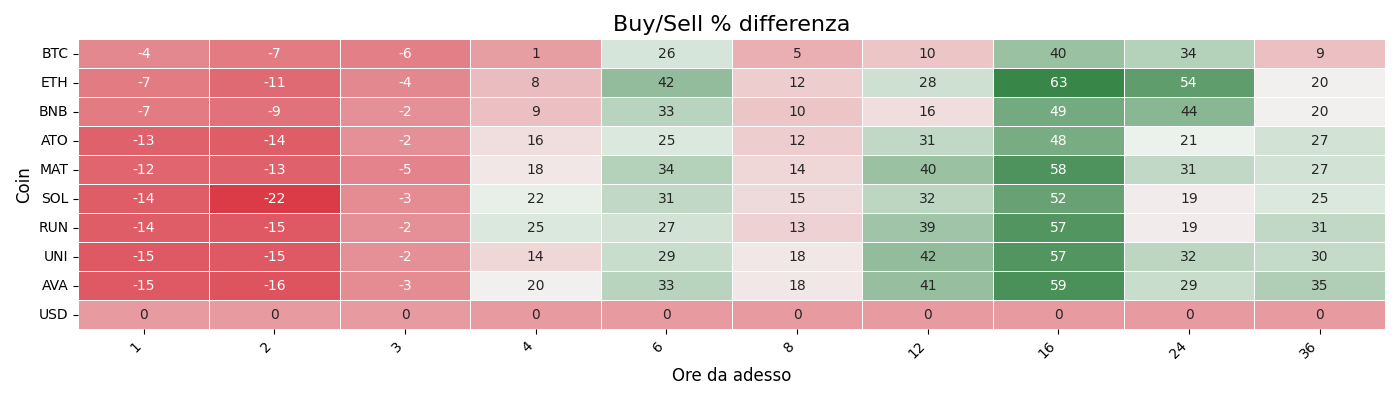 Buy/Sell % differenza
Coin
BTC -4 -7 -6 1 26 5 10 40 34 9
ETH -7 -11 -4 8 42 12 28 63 54 20
BNB -7 -9 -2 9 33 10 16 49 44 20
ATO -13 -14 -2 16 25 12 31 48 21 27
MAT -12 -13 -5 18 34 14 40 58 31 27
SOL -14 -22 -3 22 31 15 32 52 19 25
RUN -14 -15 -2 25 27 13 39 57 19 31
UNI -15 -15 -2 14 29 18 42 57 32 30
AVA -15 -16 -3 20 33 18 41 59 29 35
USD 0 0 0 0 0 0 0 0 0 0
1 2 3 4 6 8 12 16 24 36
Ore da adesso